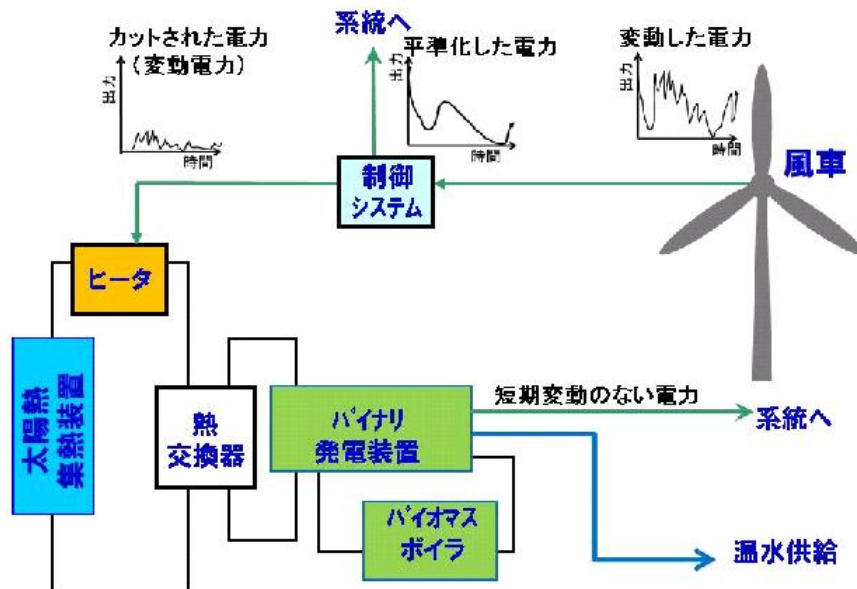 カットされた電力
（変動電力）
出力
時間
系統へ
平準化した電力
出力
時間
変動した電力
出力
時間
風車
制御
システム
ヒータ
太陽熱
集熱装置
熱
交換器
バイナリ
発電装置
短期変動のない電力
系統へ
バイオマス
ボイラ
温水供給